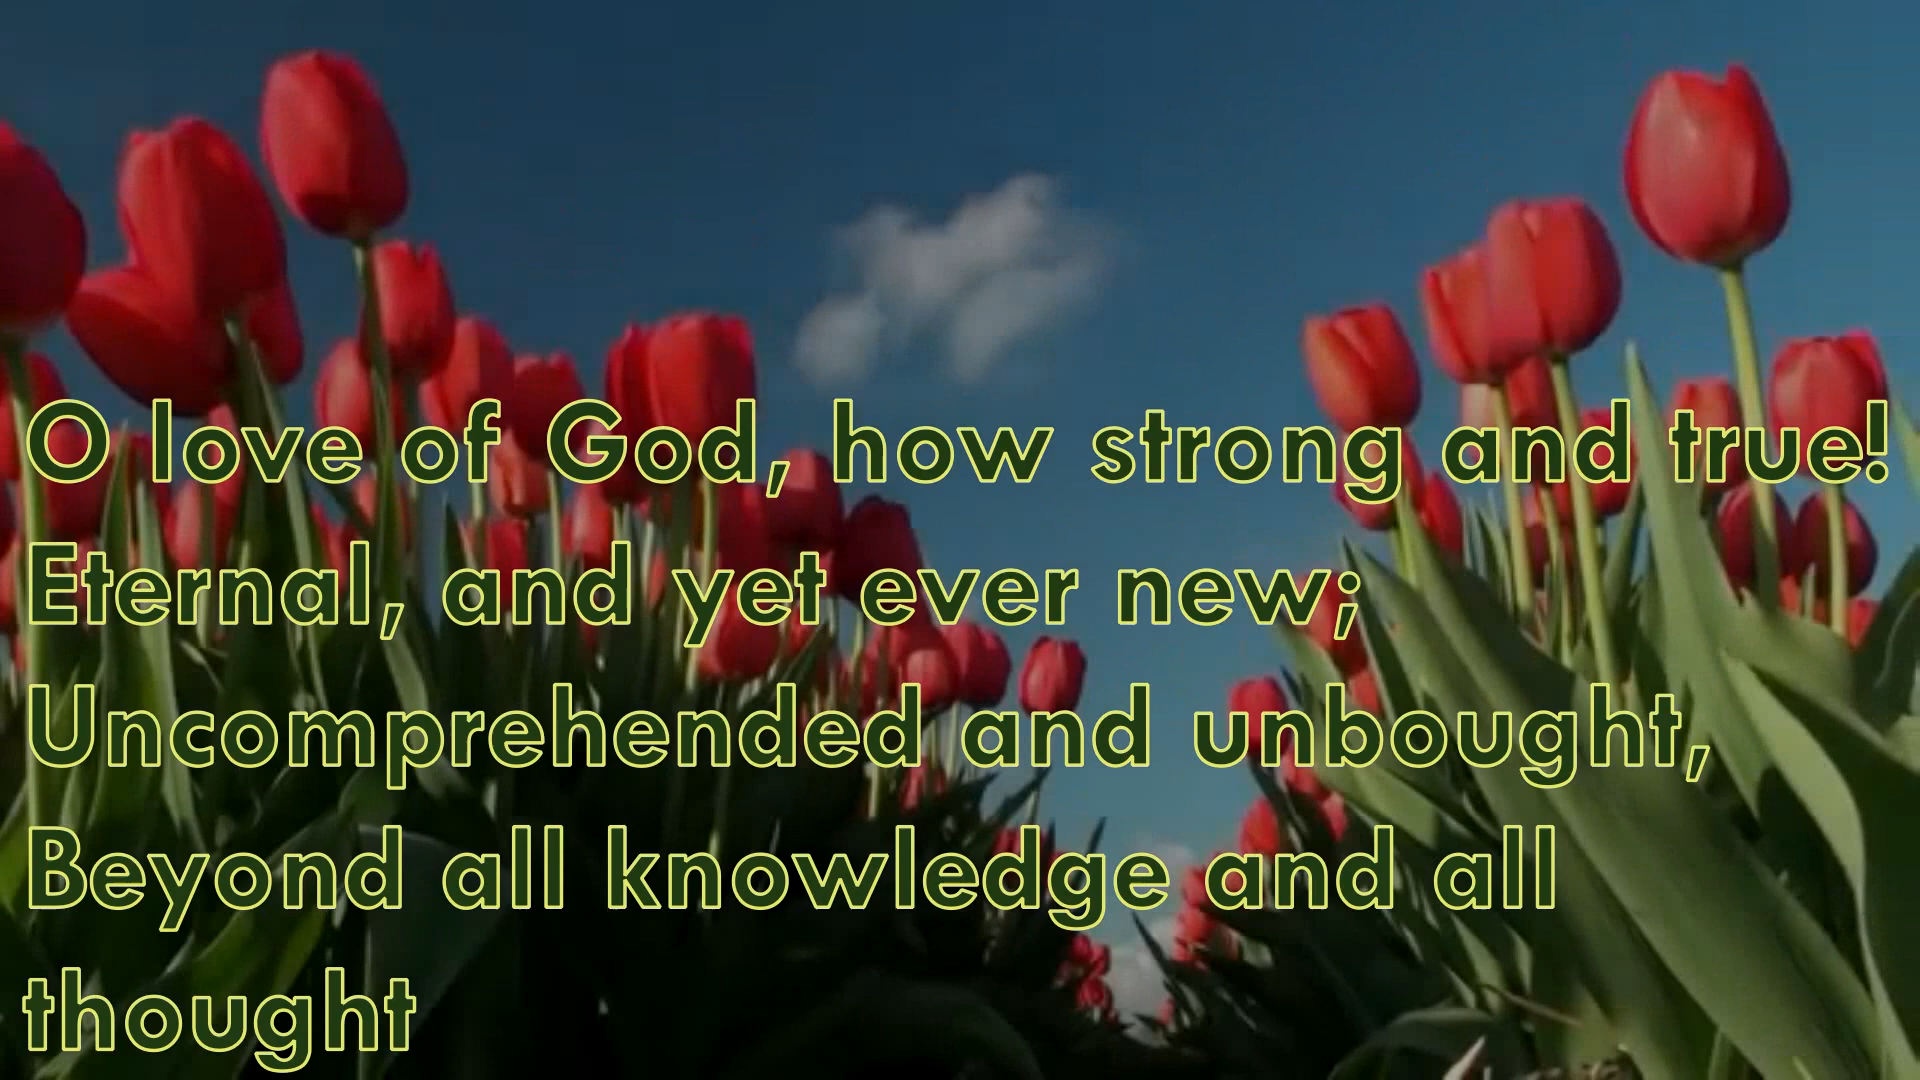 O love of God, how strong and true!
Eternal, and yet ever new;
Uncomprehended and unbought,
Beyond all knowledge and all
thought